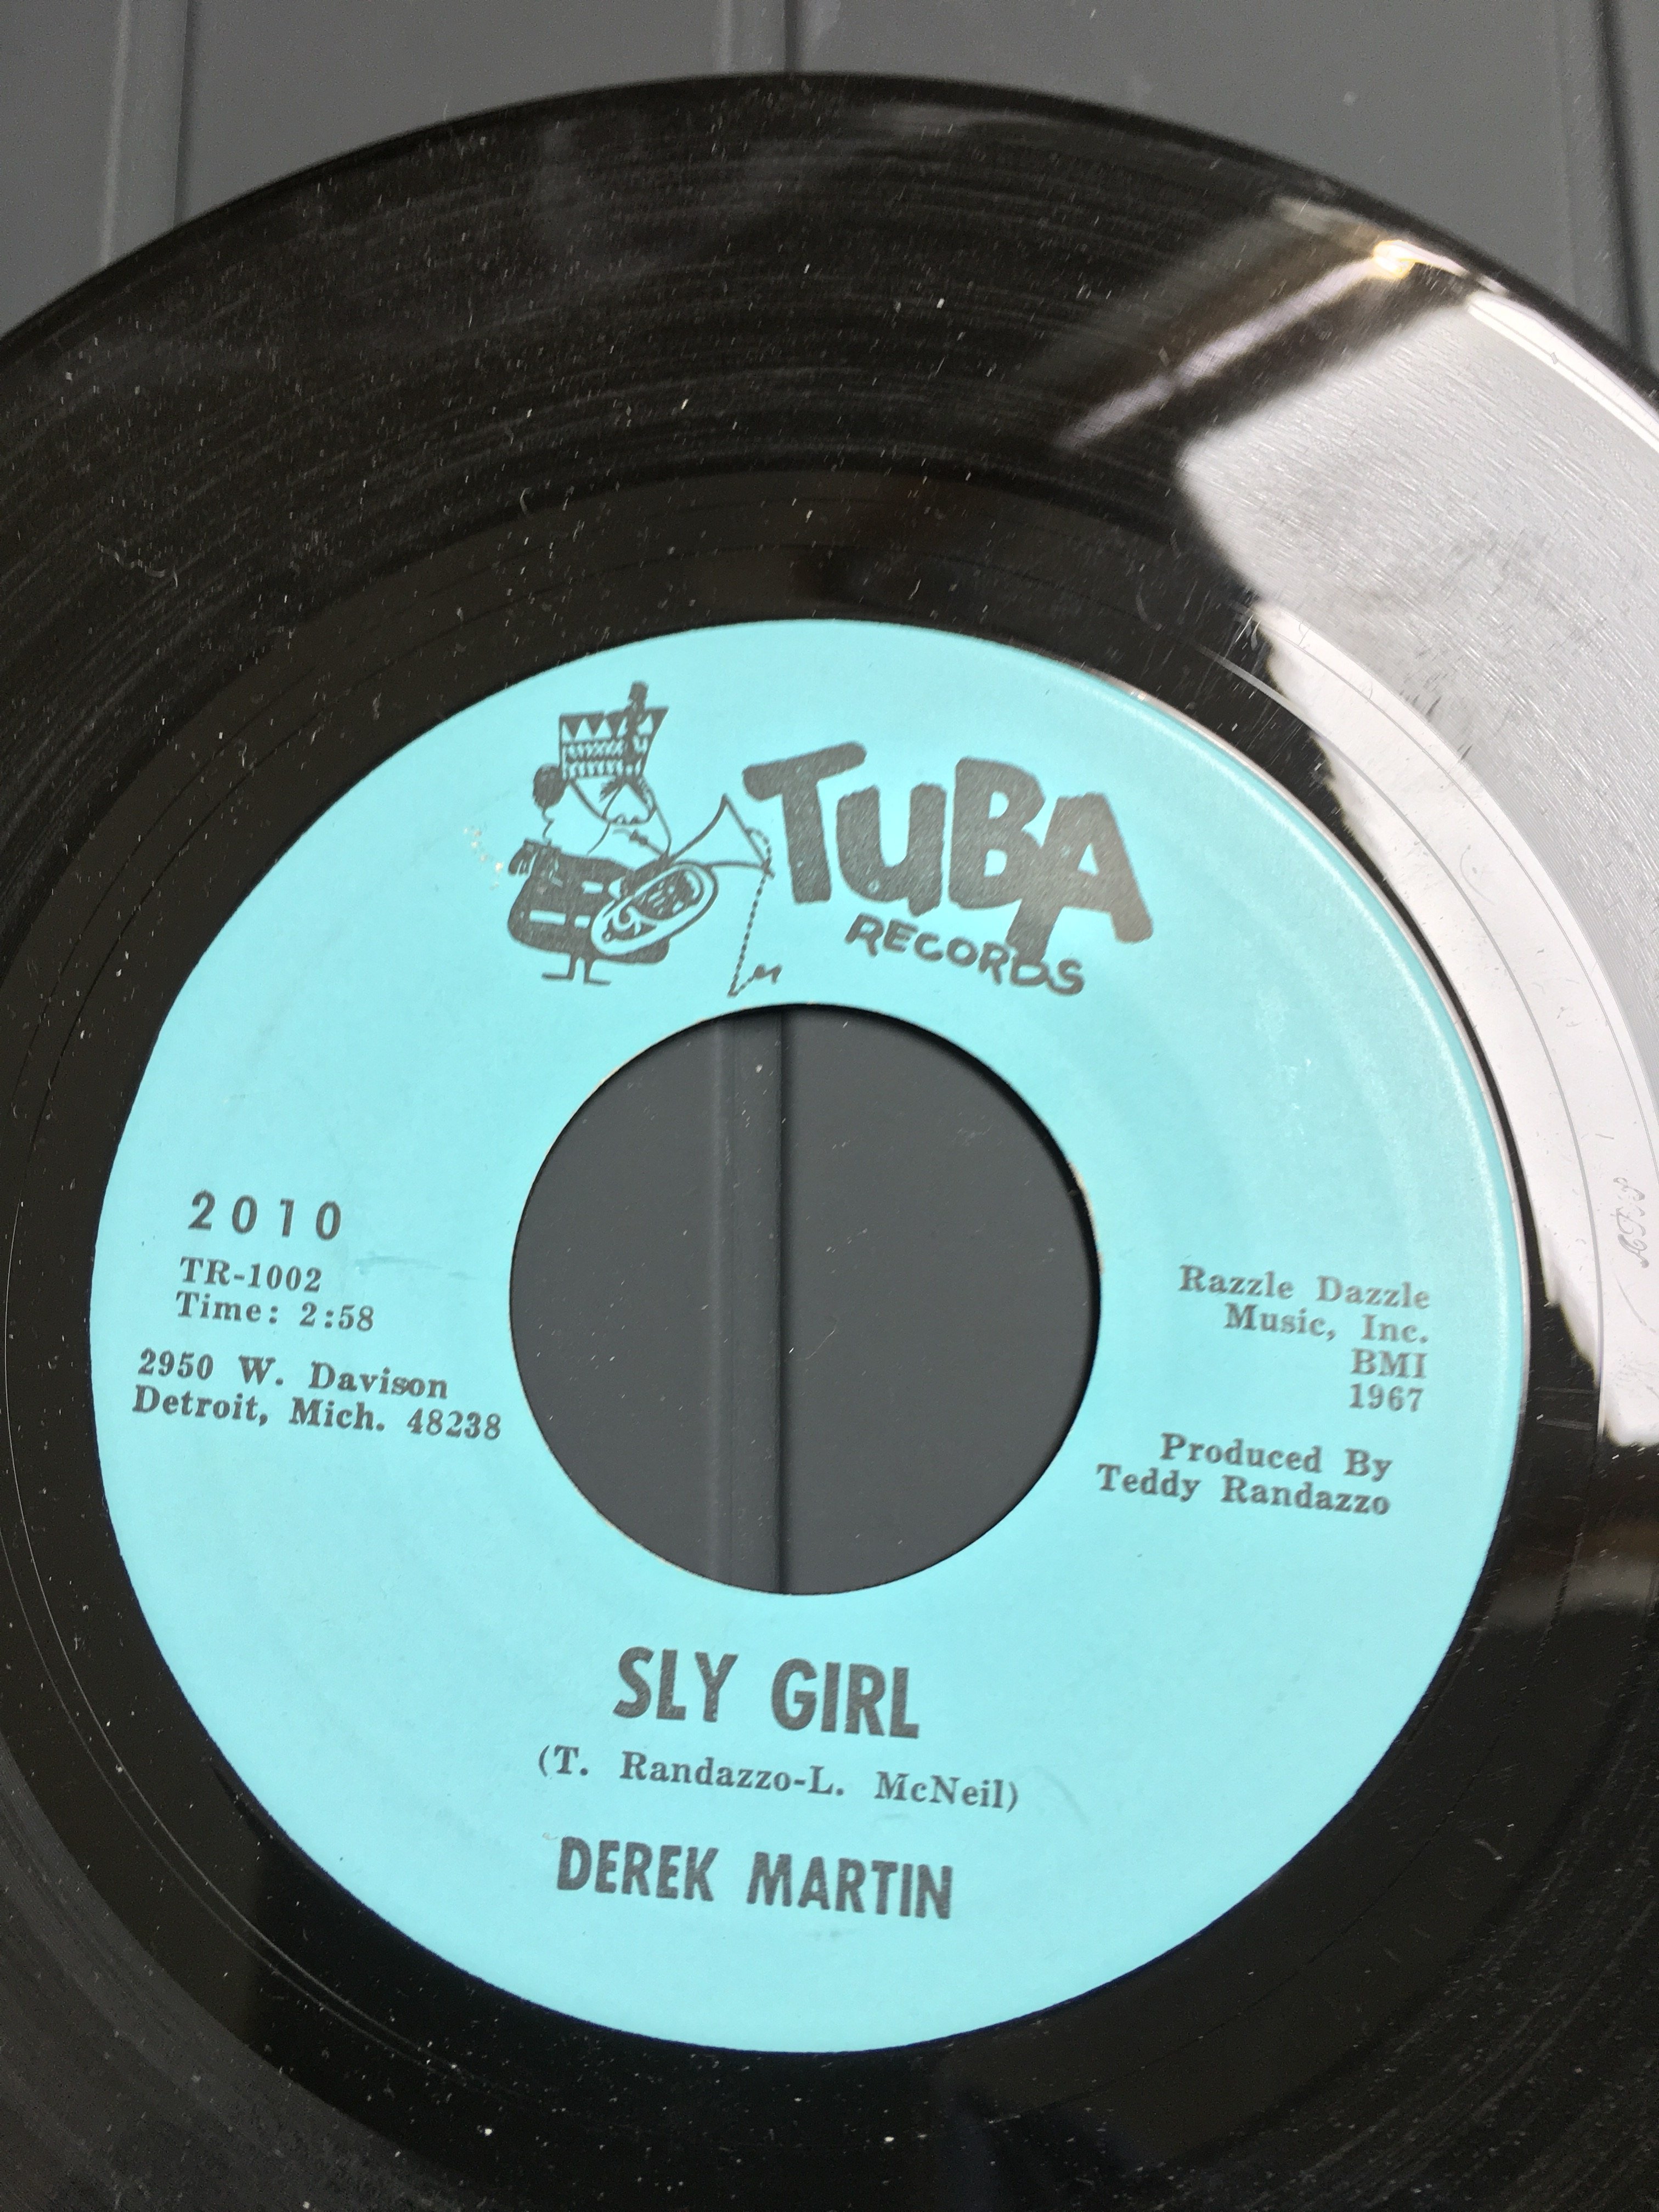 TUBA
RECORDS
2010
TR-1002
Time: 2:58
2950 W. Davison
Detroit, Mich. 48238
Razzle Dazzle
Music, Inc.
BMI
1967
Produced By
Teddy Randazzo
SLY GIRL
(T. Randazzo-L. McNeil)
DEREK MARTIN